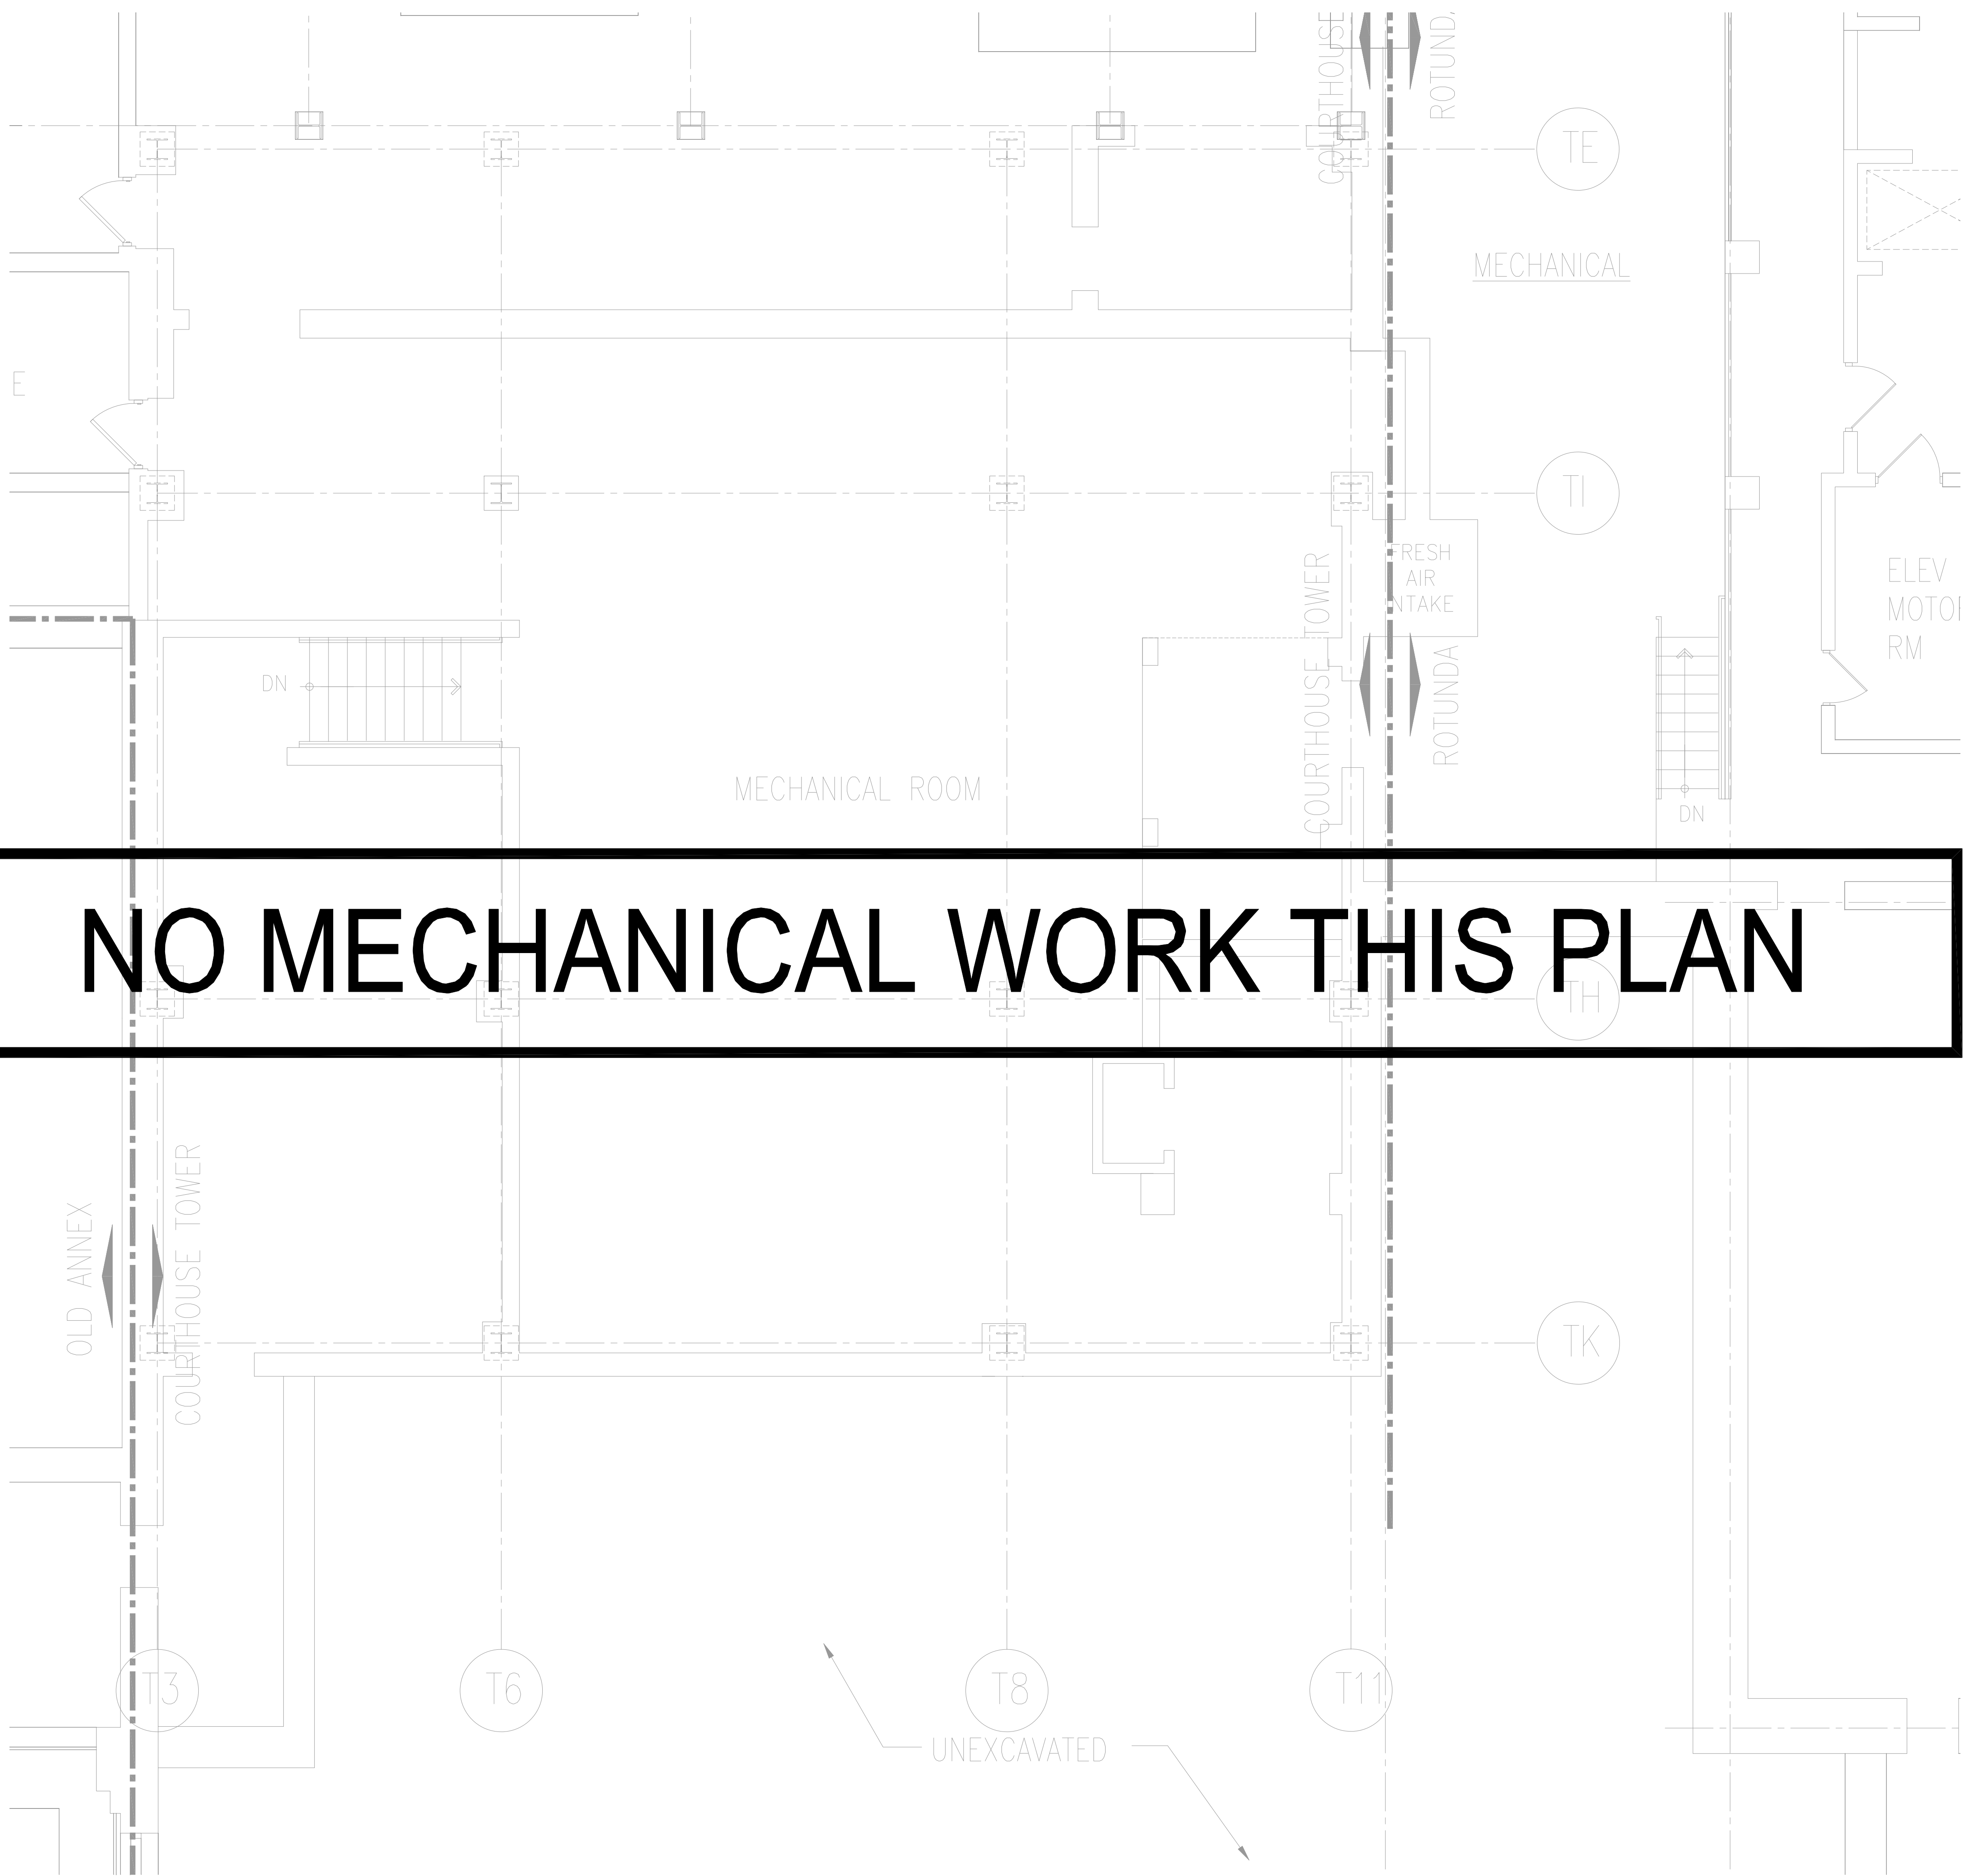 COURTHOUSE
ROTUNDA
TE
MECHANICAL
E
TI
FRESH
AIR
INTAKE
ELEV
MOTOR
RM
COURTHOUSE TOWER
ROTUNDA
DN
MECHANICAL ROOM
DN
NO MECHANICAL WORK THIS PLAN
TH
OLD ANNEX
COURTHOUSE TOWER
TK
T3
T6
T8
T11
UNEXCAVATED